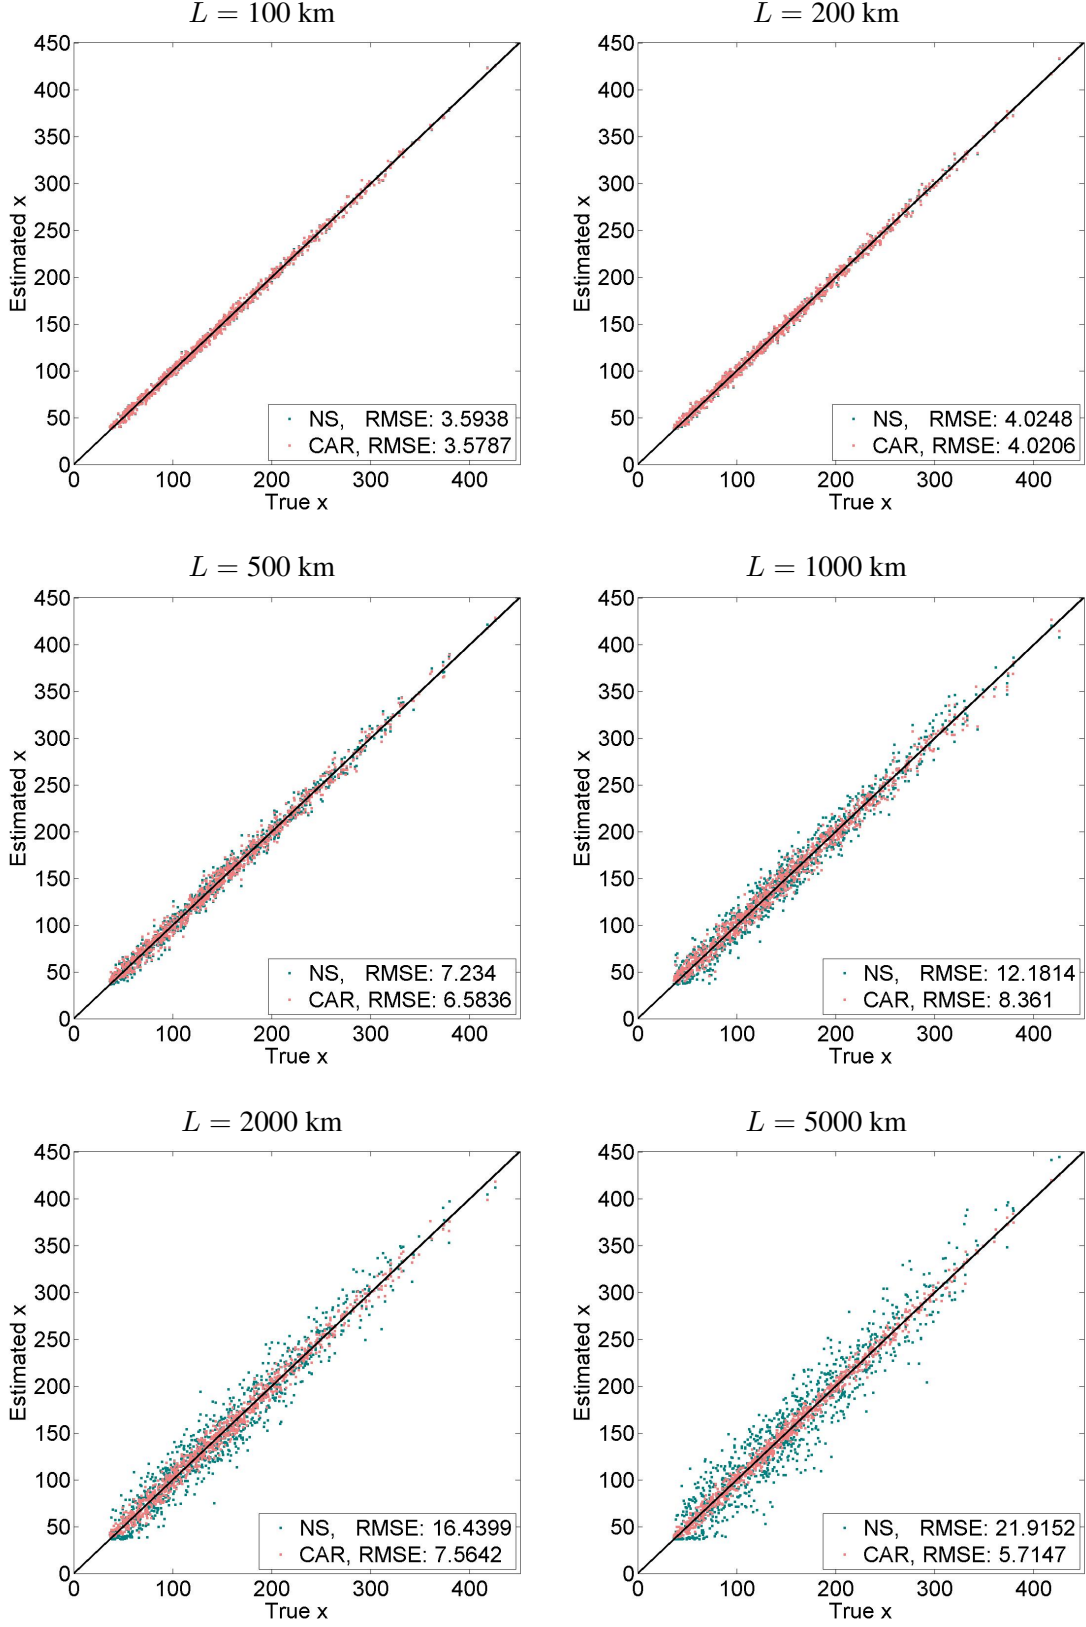 L = 100 km
L = 200 km
450
400
350
300
250
200
150
100
50
0
Estimated x
NS, RMSE: 3.5938
CAR, RMSE: 3.5787
0 100 200 300 400
True x
450
400
350
300
250
200
150
100
50
0
Estimated x
NS, RMSE: 4.0248
CAR, RMSE: 4.0206
0 100 200 300 400
True x
L = 500 km
L = 1000 km
450
400
350
300
250
200
150
100
50
0
Estimated x
NS, RMSE: 7.234
CAR, RMSE: 6.5836
0 100 200 300 400
True x
450
400
350
300
250
200
150
100
50
0
Estimated x
NS, RMSE: 12.1814
CAR, RMSE: 8.361
0 100 200 300 400
True x
L = 2000 km
L = 5000 km
450
400
350
300
250
200
150
100
50
0
Estimated x
NS, RMSE: 16.4399
CAR, RMSE: 7.5642
0 100 200 300 400
True x
450
400
350
300
250
200
150
100
50
0
Estimated x
NS, RMSE: 21.9152
CAR, RMSE: 5.7147
0 100 200 300 400
True x